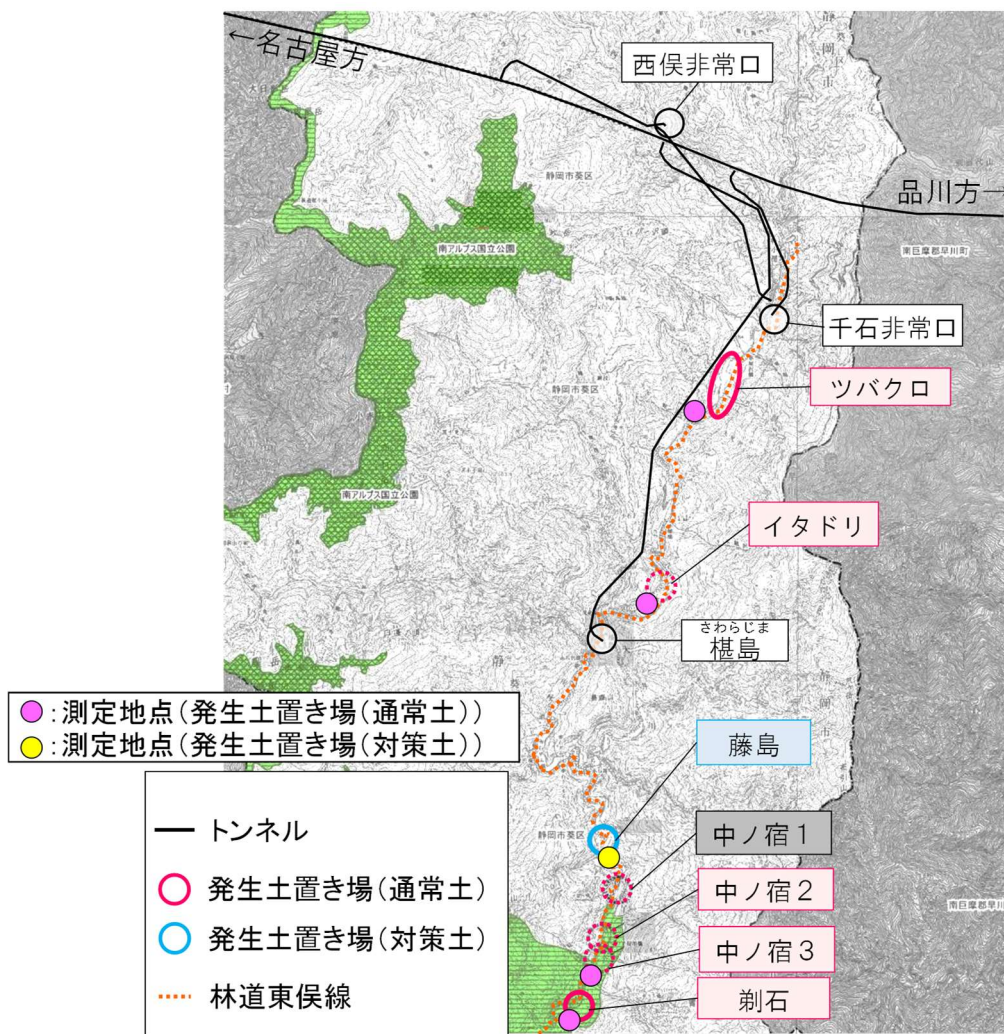 ←名古屋方
西俣非常口
静岡市葵区
品川方→
南アルプス国立公園
南巨摩郡早川町
千石非常口
静岡市葵区
ツバクロ
南アルプス国立公園
イタドリ
さわらじま
椹島
:測定地点(発生土置き場(通常土))
:測定地点(発生土置き場(対策土))
藤島
トンネル
静岡市葵区
中ノ宿1
発生土置き場(通常土)
中ノ宿2
南巨摩郡早川
発生土置き場(対策土)
中ノ宿3
林道東俣線
剃石